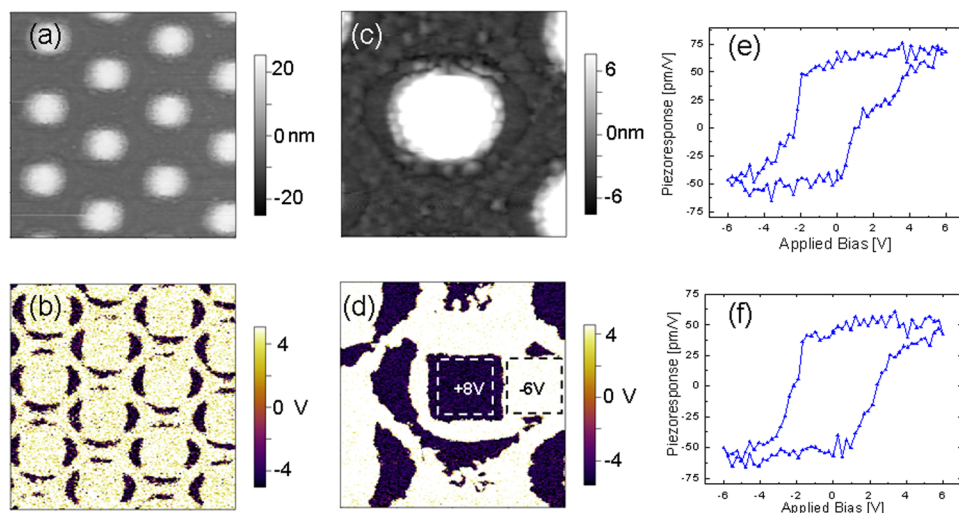 (a)
20
0nm
-20
(c)
6
0nm
-6
(e)
75
50
25
0
-25
-50
-75
Piezoresponse [pm/V]
-6 -4 -2 0 2 4 6
Applied Bias [V]
(b)
4
0 V
-4
(d)
+8V
-6V
4
0 V
-4
(f)
75
50
25
0
-25
-50
-75
Piezoresponse [pm/V]
-6 -4 -2 0 2 4 6
Applied Bias [V]